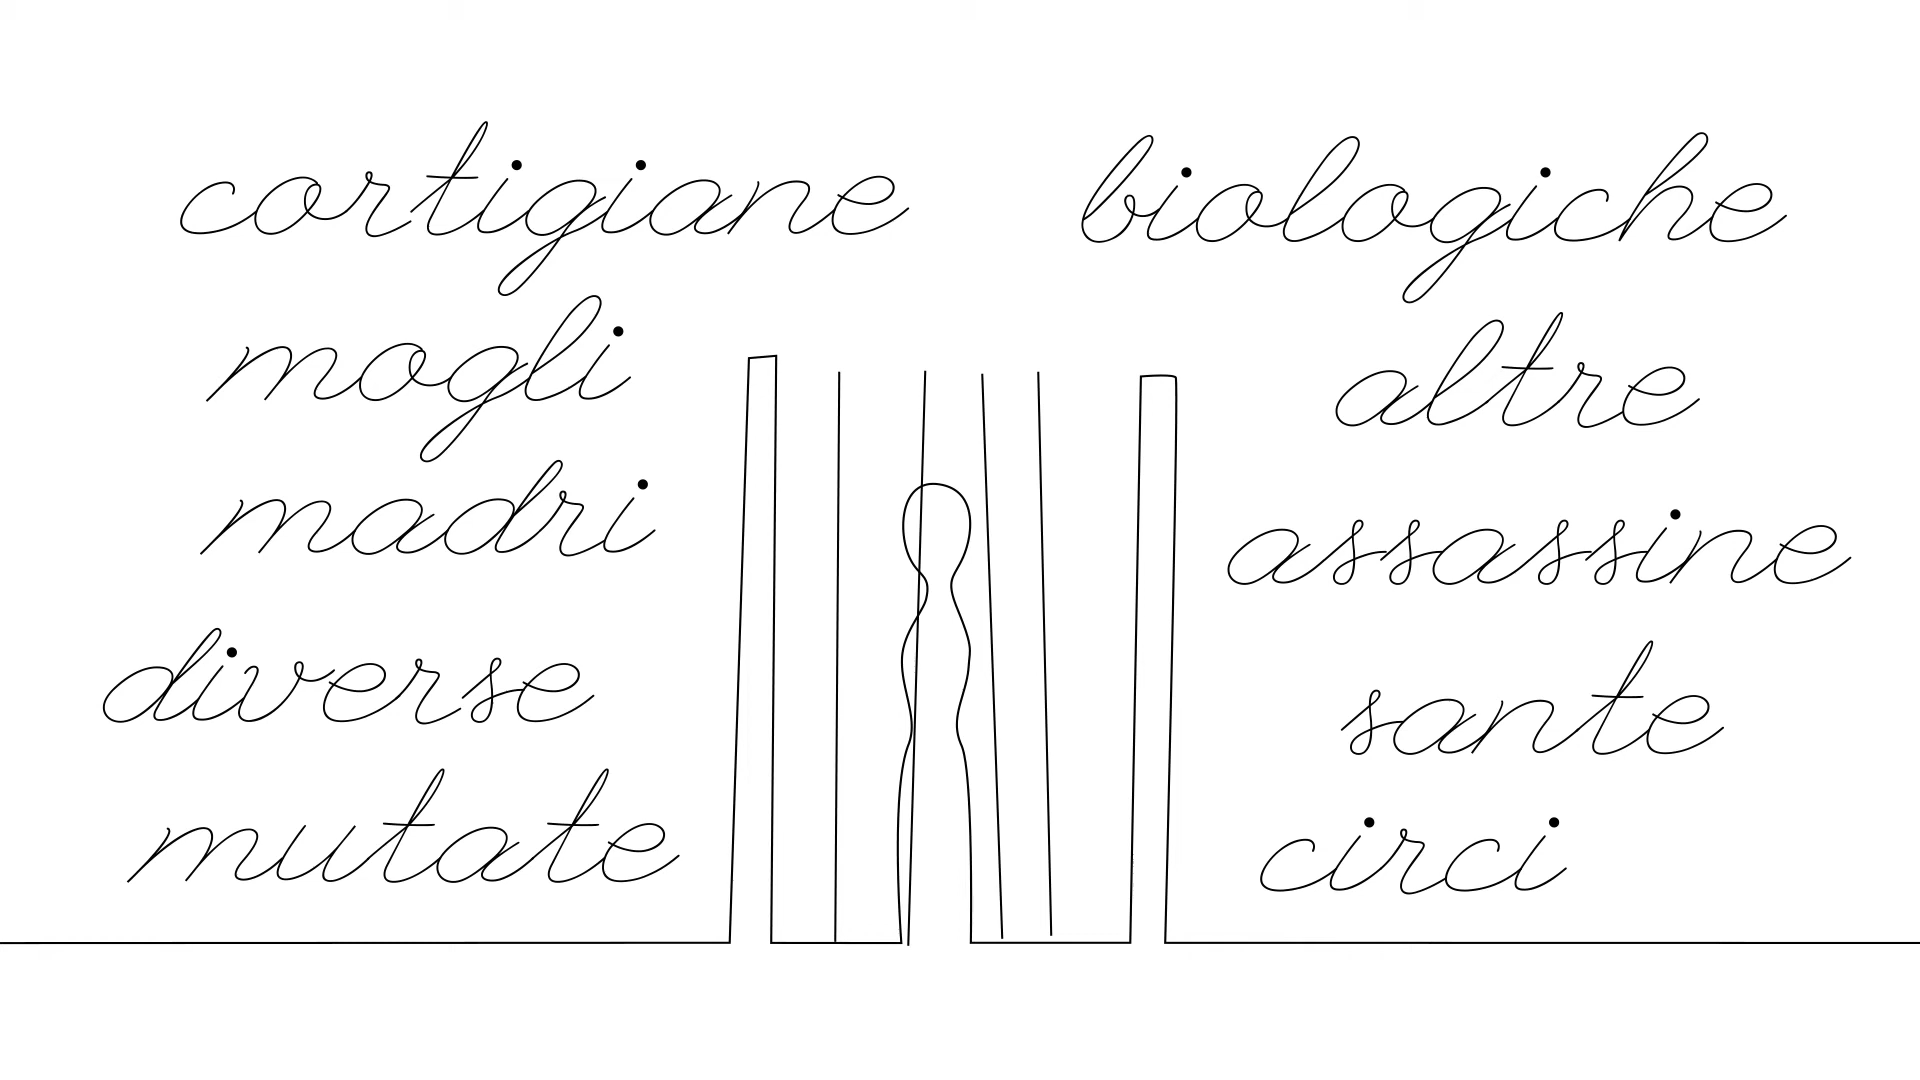 cortigiane
mogli
madri
diverse
mutate
biologiche
altre
assassine
sante
circi